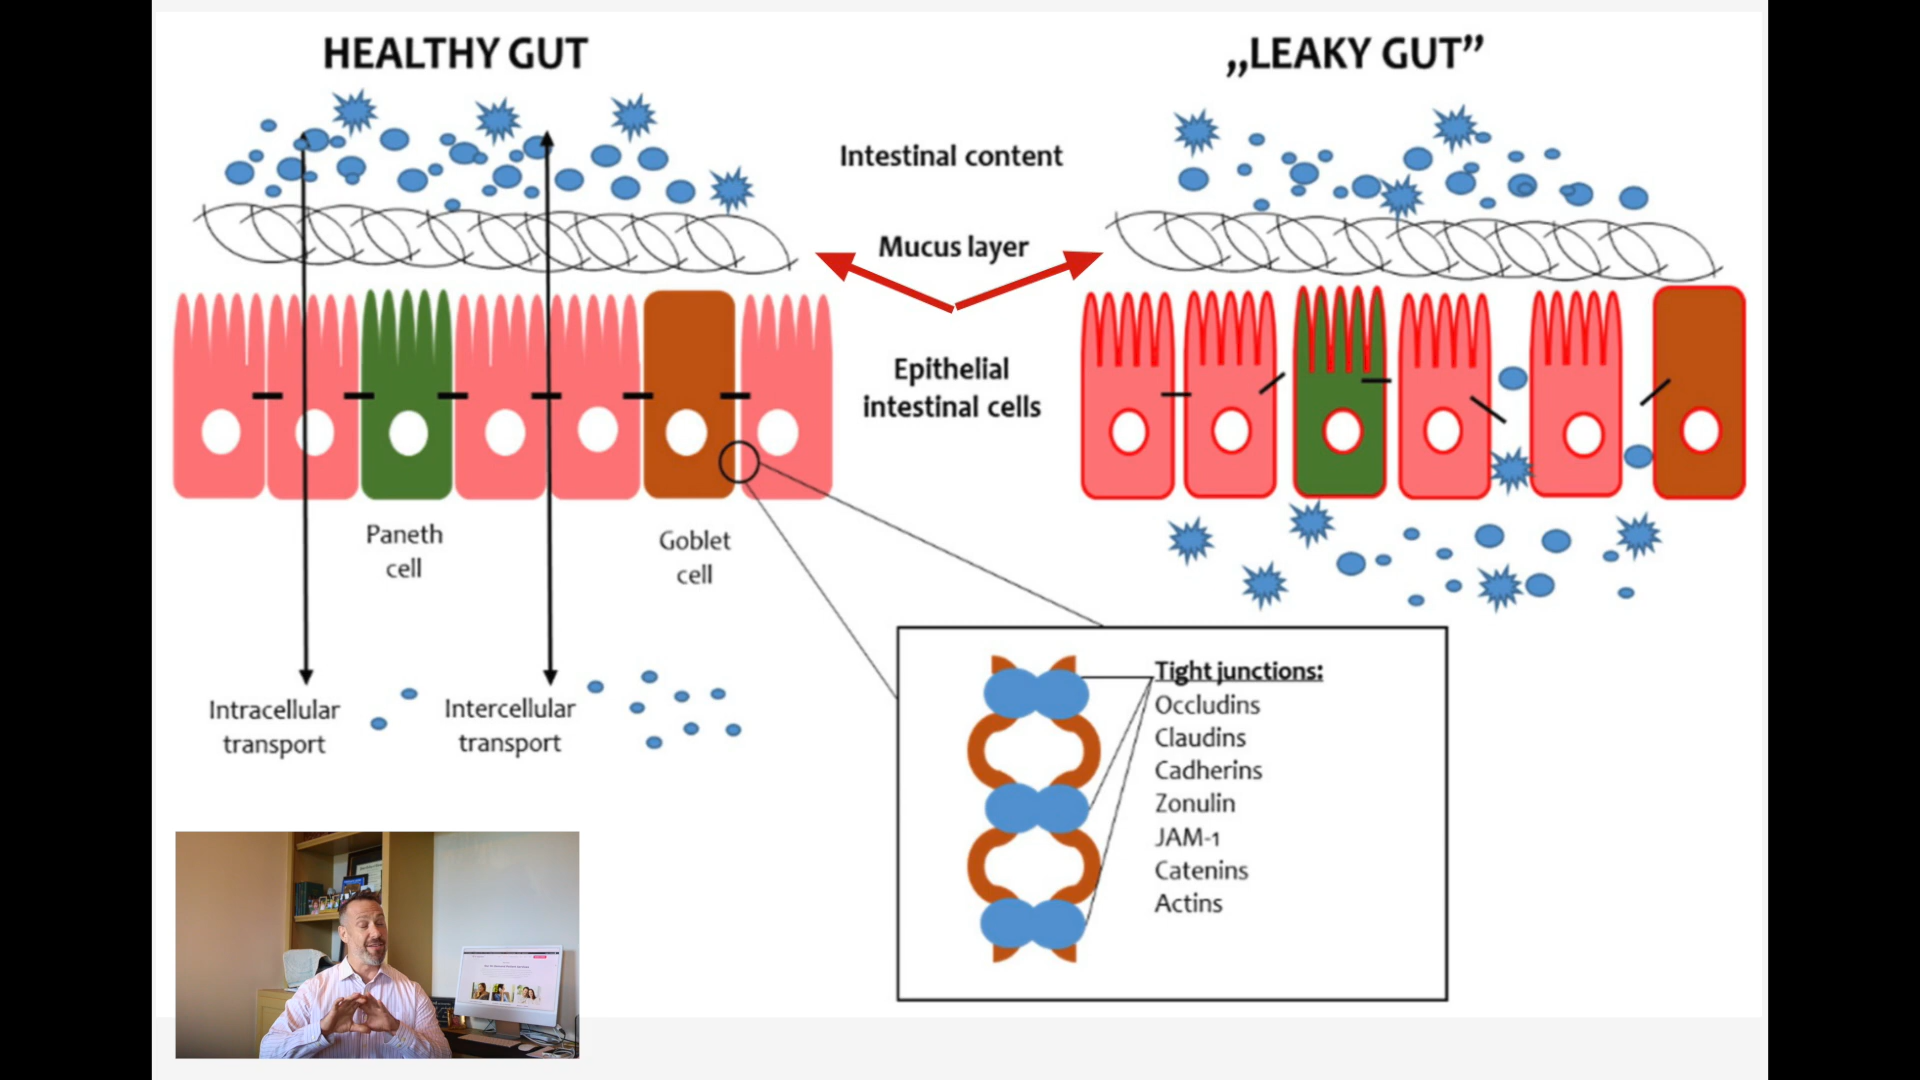 HEALTHY GUT
„LEAKY GUT”
Intestinal content
Mucus layer
Epithelial
intestinal cells
Paneth
cell
Goblet
cell
Intracellular
transport
Intercellular
transport
Tight junctions:
Occludins
Claudins
Cadherins
Zonulin
JAM-1
Catenins
Actins